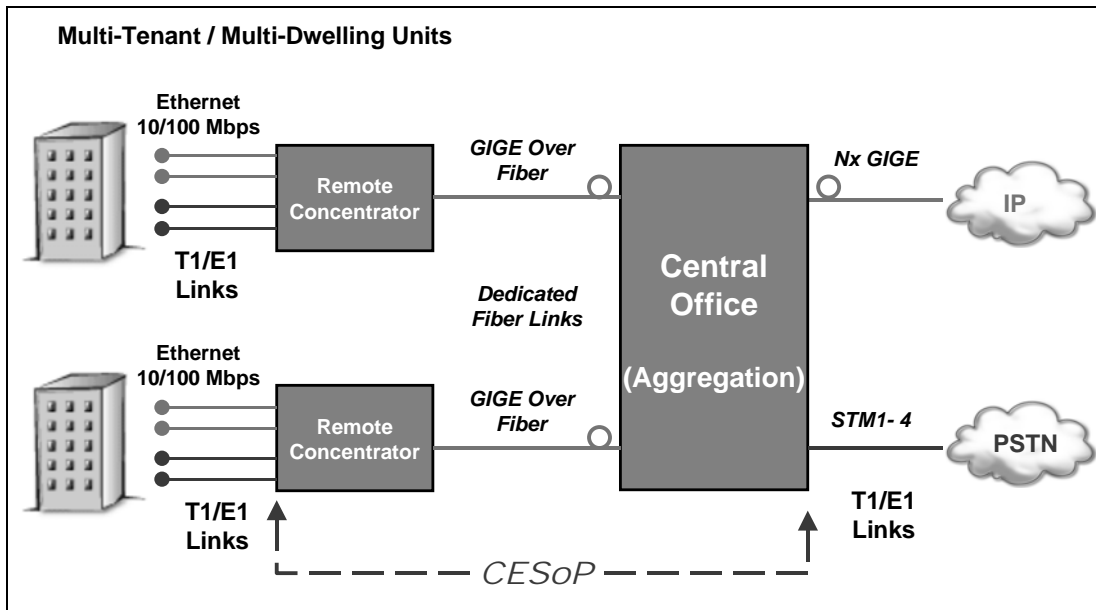 Multi-Tenant / Multi-Dwelling Units
Ethernet
10/100 Mbps
Remote
Concentrator
T1/E1
Links
GIGE Over
Fiber
Dedicated
Fiber Links
Central
Office
(Aggregation)
Nx GIGE
IP
Ethernet
10/100 Mbps
Remote
Concentrator
T1/E1
Links
GIGE Over
Fiber
STM1- 4
PSTN
T1/E1
Links
CESoP